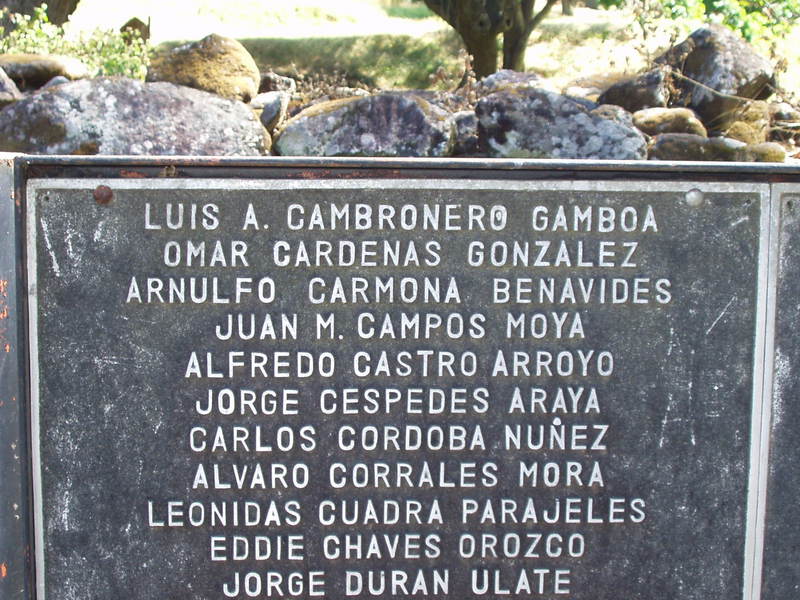 LUIS A. CAMBRONERO GAMBOA
OMAR CARDENAS GONZALEZ
ARNULFO CARMONA BENAVIDES
JUAN M. CAMPOS MOYA
ALFREDO CASTRO ARROYO
JORGE CESPEDES ARAYA
CARLOS CORDOBA NUÑEZ
ALVARO CORRALES MORA
LEONIDAS CUADRA PARAJELES
EDDIE CHAVES OROZCO
JORGE DURAN ULATE